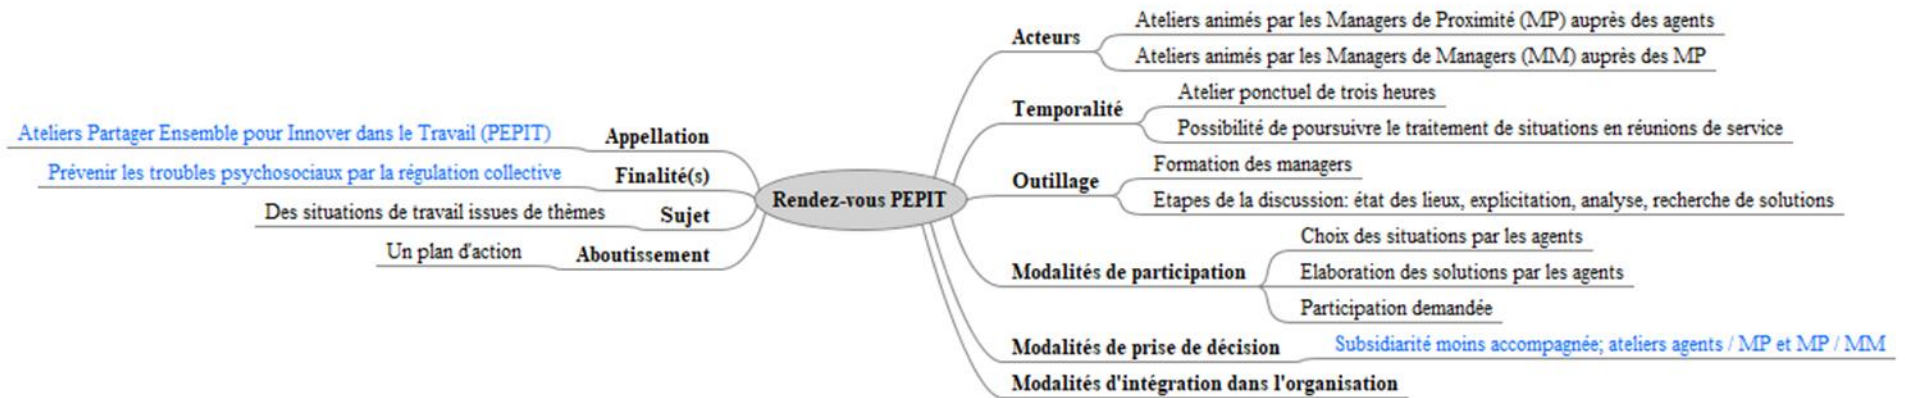 Rendez-vous PEPIT
Appellation
Ateliers Partager Ensemble pour Innover dans le Travail (PEPIT)
Finalité(s)
Prévenir les troubles psychosociaux par la régulation collective
Sujet
Des situations de travail issues de thèmes
Aboutissement
Un plan d'action
Acteurs
Ateliers animés par les Managers de Proximité (MP) auprès des agents
Ateliers animés par les Managers de Managers (MM) auprès des MP
Temporalité
Atelier ponctuel de trois heures
Possibilité de poursuivre le traitement de situations en réunions de service
Outillage
Formation des managers
Etapes de la discussion: état des lieux, explicitation, analyse, recherche de solutions
Modalités de participation
Choix des situations par les agents
Elaboration des solutions par les agents
Participation demandée
Modalités de prise de décision
Subsidiarité moins accompagnée; ateliers agents / MP et MP / MM
Modalités d'intégration dans l'organisation